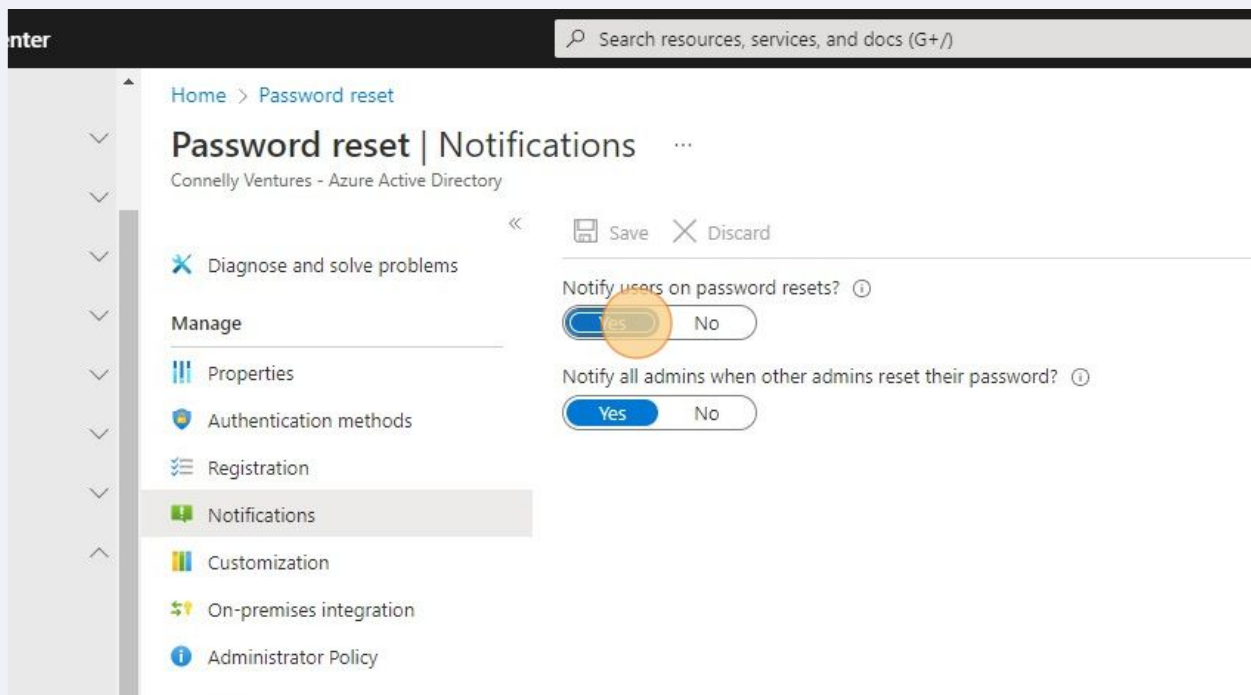 enter
Search resources, services, and docs (G+/)
Home > Password reset
Password reset | Notifications ...
Connelly Ventures - Azure Active Directory
«
Save Discard
Diagnose and solve problems
Notify users on password resets?
Manage
Yes No
Properties
Notify all admins when other admins reset their password?
Authentication methods
Yes No
Registration
Notifications
Customization
On-premises integration
Administrator Policy